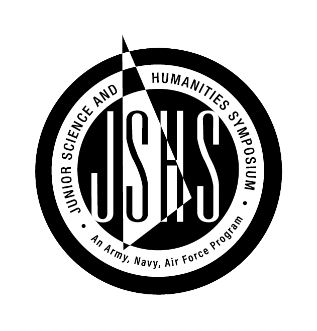 JUNIOR SCIENCE AND HUMANITIES SYMPOSIUM
JSHS
• An Army, Navy, Air Force Program •